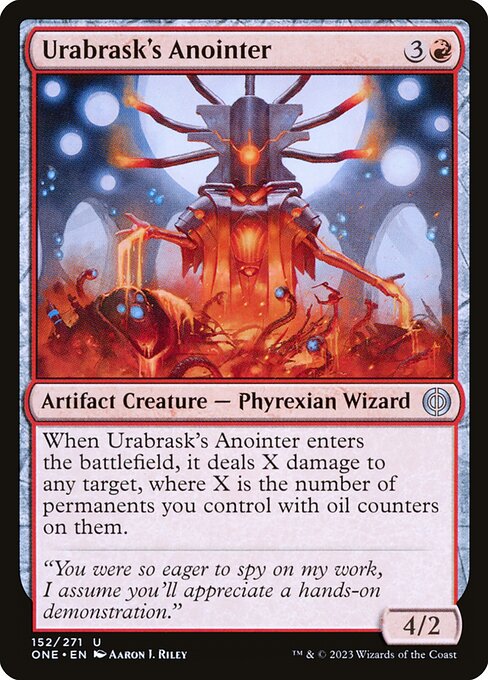 Urabrask's Anointer 3
Artifact Creature — Phyrexian Wizard
When Urabrask's Anointer enters
the battlefield, it deals X damage to
any target, where X is the number of
permanents you control with oil counters
on them.
"You were so eager to spy on my work,
I assume you'll appreciate a hands-on
demonstration."
4/2
152/271 U
ONE • EN Aaron J. Riley
™ & © 2023 Wizards of the Coast